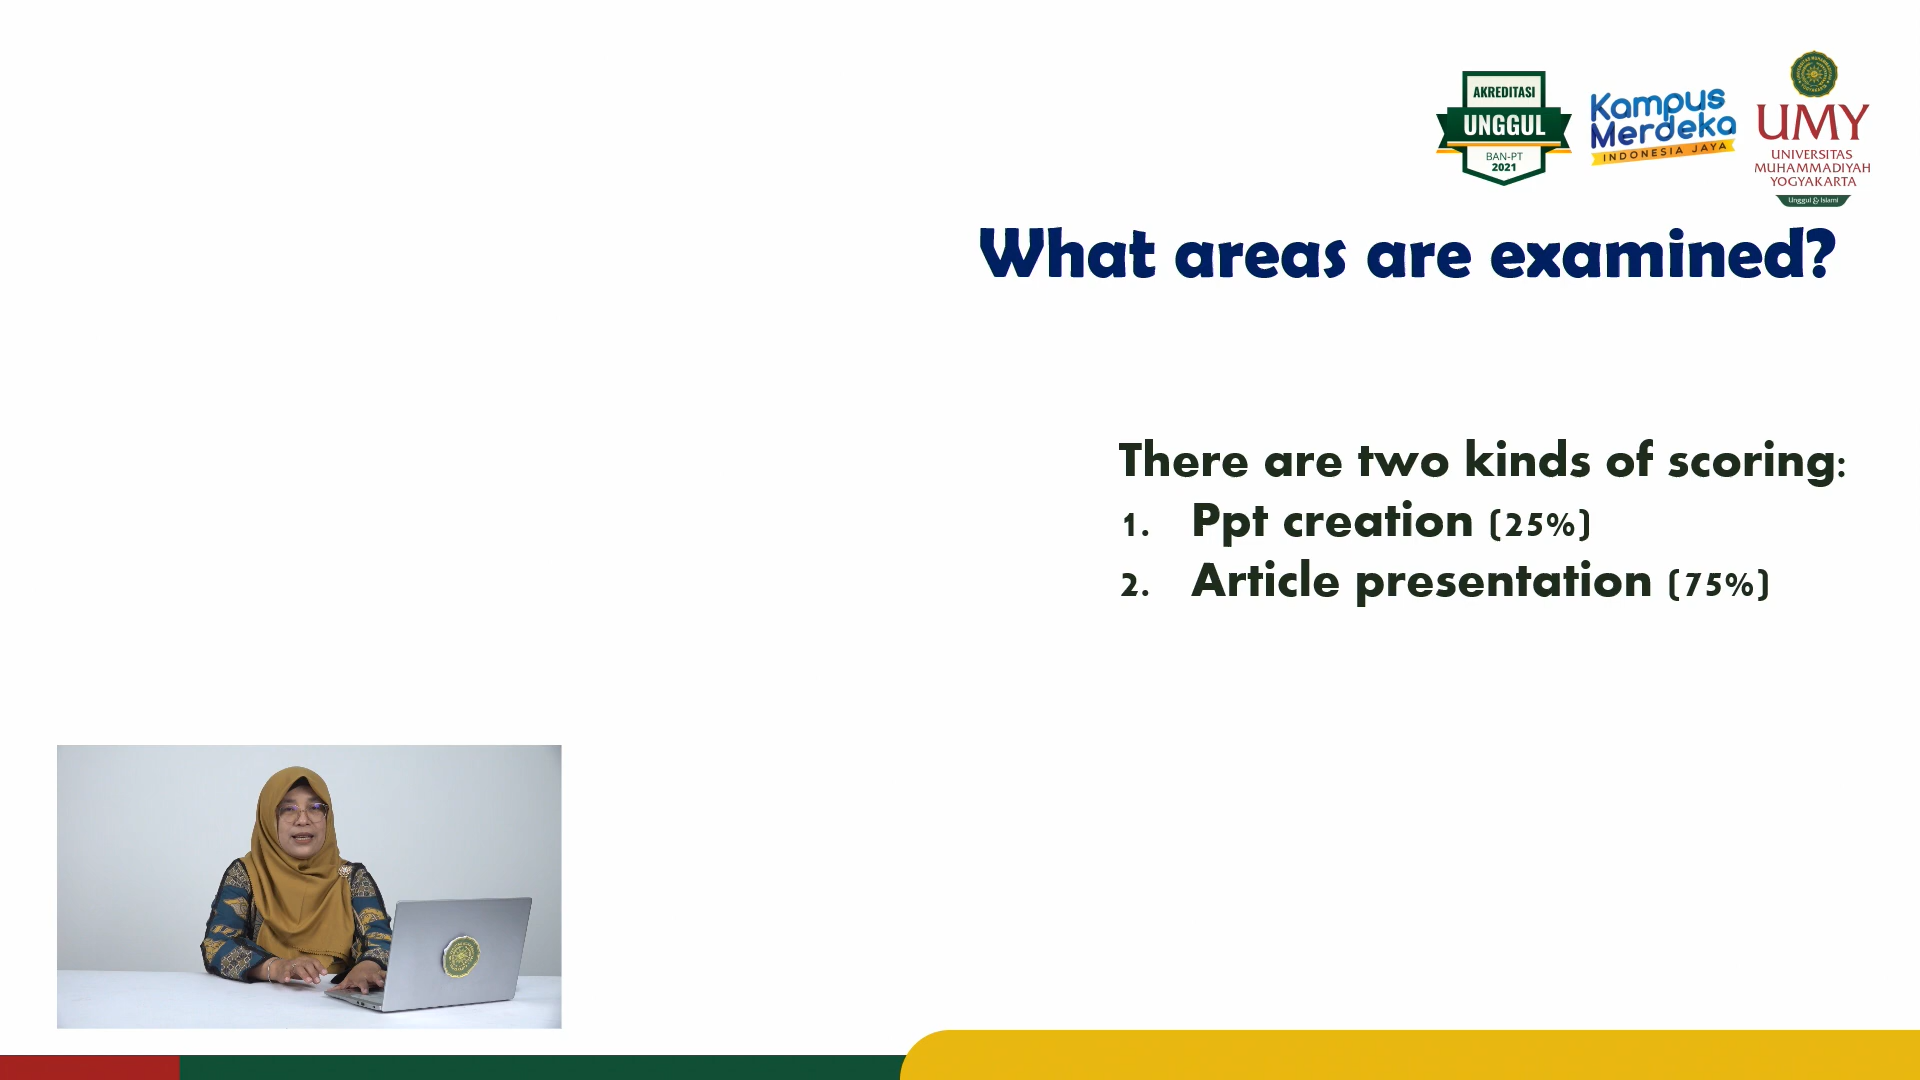 AKREDITASI
UNGGUL
BAN-PT
2021
Kampus
Merdeka
INDONESIA JAYA
UMY
UNIVERSITAS
MUHAMMADIYAH
YOGYAKARTA
Unggul & Islami
What areas are examined?
There are two kinds of scoring:
1. Ppt creation (25%)
2. Article presentation (75%)